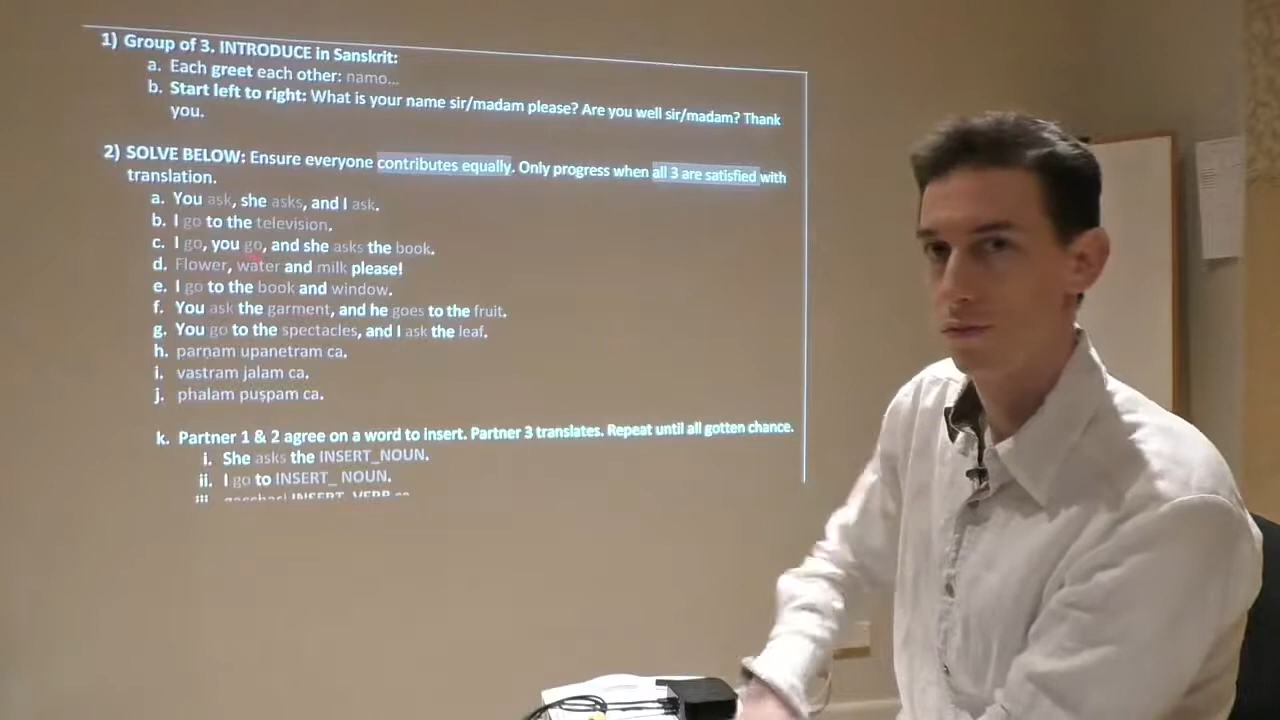 1) Group of 3. INTRODUCE in Sanskrit:
a. Each greet each other: namo...
b. Start left to right: What is your name sir/madam please? Are you well sir/madam? Thank
you.
2) SOLVE BELOW: Ensure everyone contributes equally. Only progress when all 3 are satisfied with
translation.
a. You ask, she asks, and I ask.
b. I go to the television.
c. I go, you go, and she asks the book.
d. Flower, water and milk please!
e. I go to the book and window.
f. You ask the garment, and he goes to the fruit.
g. You go to the spectacles, and I ask the leaf.
h. parṇam upanetram ca.
i. vastram jalam ca.
j. phalam puṣpam ca.
k. Partner 1 & 2 agree on a word to insert. Partner 3 translates. Repeat until all gotten chance.
i. She asks the INSERT_NOUN.
ii. I go to INSERT_ NOUN.
iii